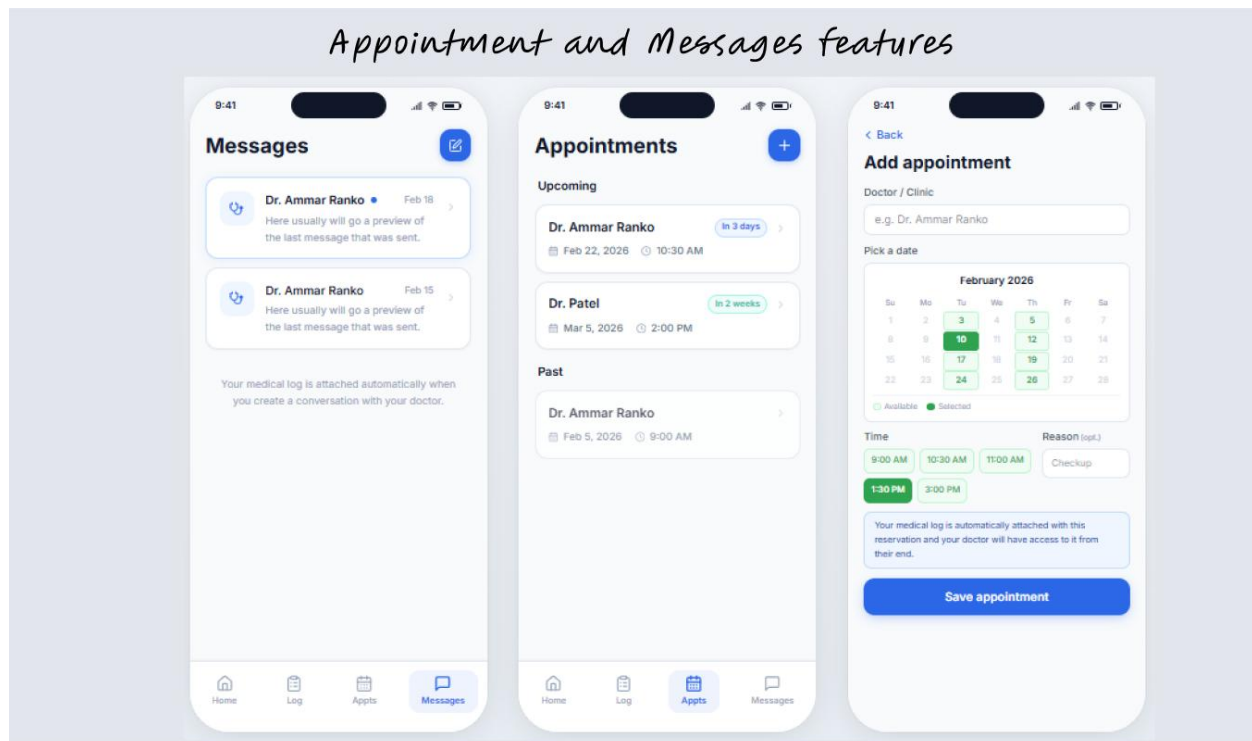 Appointment and Messages features
9:41
Messages
Dr. Ammar Ranko
Feb 18
Here usually will go a preview of
the last message that was sent.
Dr. Ammar Ranko
Feb 15
Here usually will go a preview of
the last message that was sent.
Your medical log is attached automatically when
you create a conversation with your doctor.
Home Log Appts Messages
9:41
Appointments
Upcoming
Dr. Ammar Ranko
In 3 days
Feb 22, 2026 10:30 AM
Dr. Patel
In 2 weeks
Mar 5, 2026 2:00 PM
Past
Dr. Ammar Ranko
Feb 5, 2026 9:00 AM
Home Log Appts Messages
9:41
Back
Add appointment
Doctor / Clinic
e.g. Dr. Ammar Ranko
Pick a date
February 2026
Su Mo Tu We Th Fr Sa
1 2 3 4 5 6 7
8 9 10 11 12 13 14
15 16 17 18 19 20 21
22 23 24 25 26 27 28
Available Selected
Time
Reason (opt.)
9:00 AM 10:30 AM 11:00 AM
Checkup
1:30 PM 3:00 PM
Your medical log is automatically attached with this
reservation and your doctor will have access to it from
their end.
Save appointment